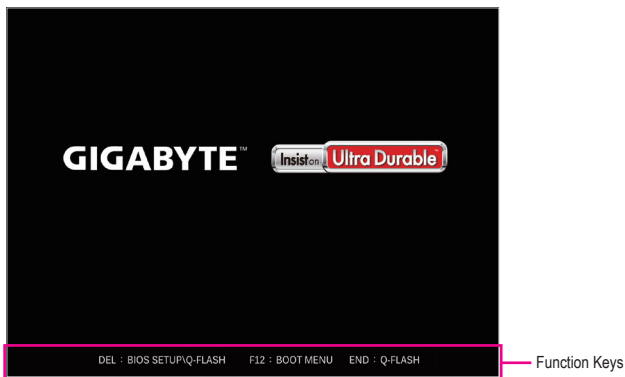 GIGABYTE™
Insist on Ultra Durable™
DEL : BIOS SETUP\Q-FLASH F12 : BOOT MENU END : Q-FLASH
Function Keys